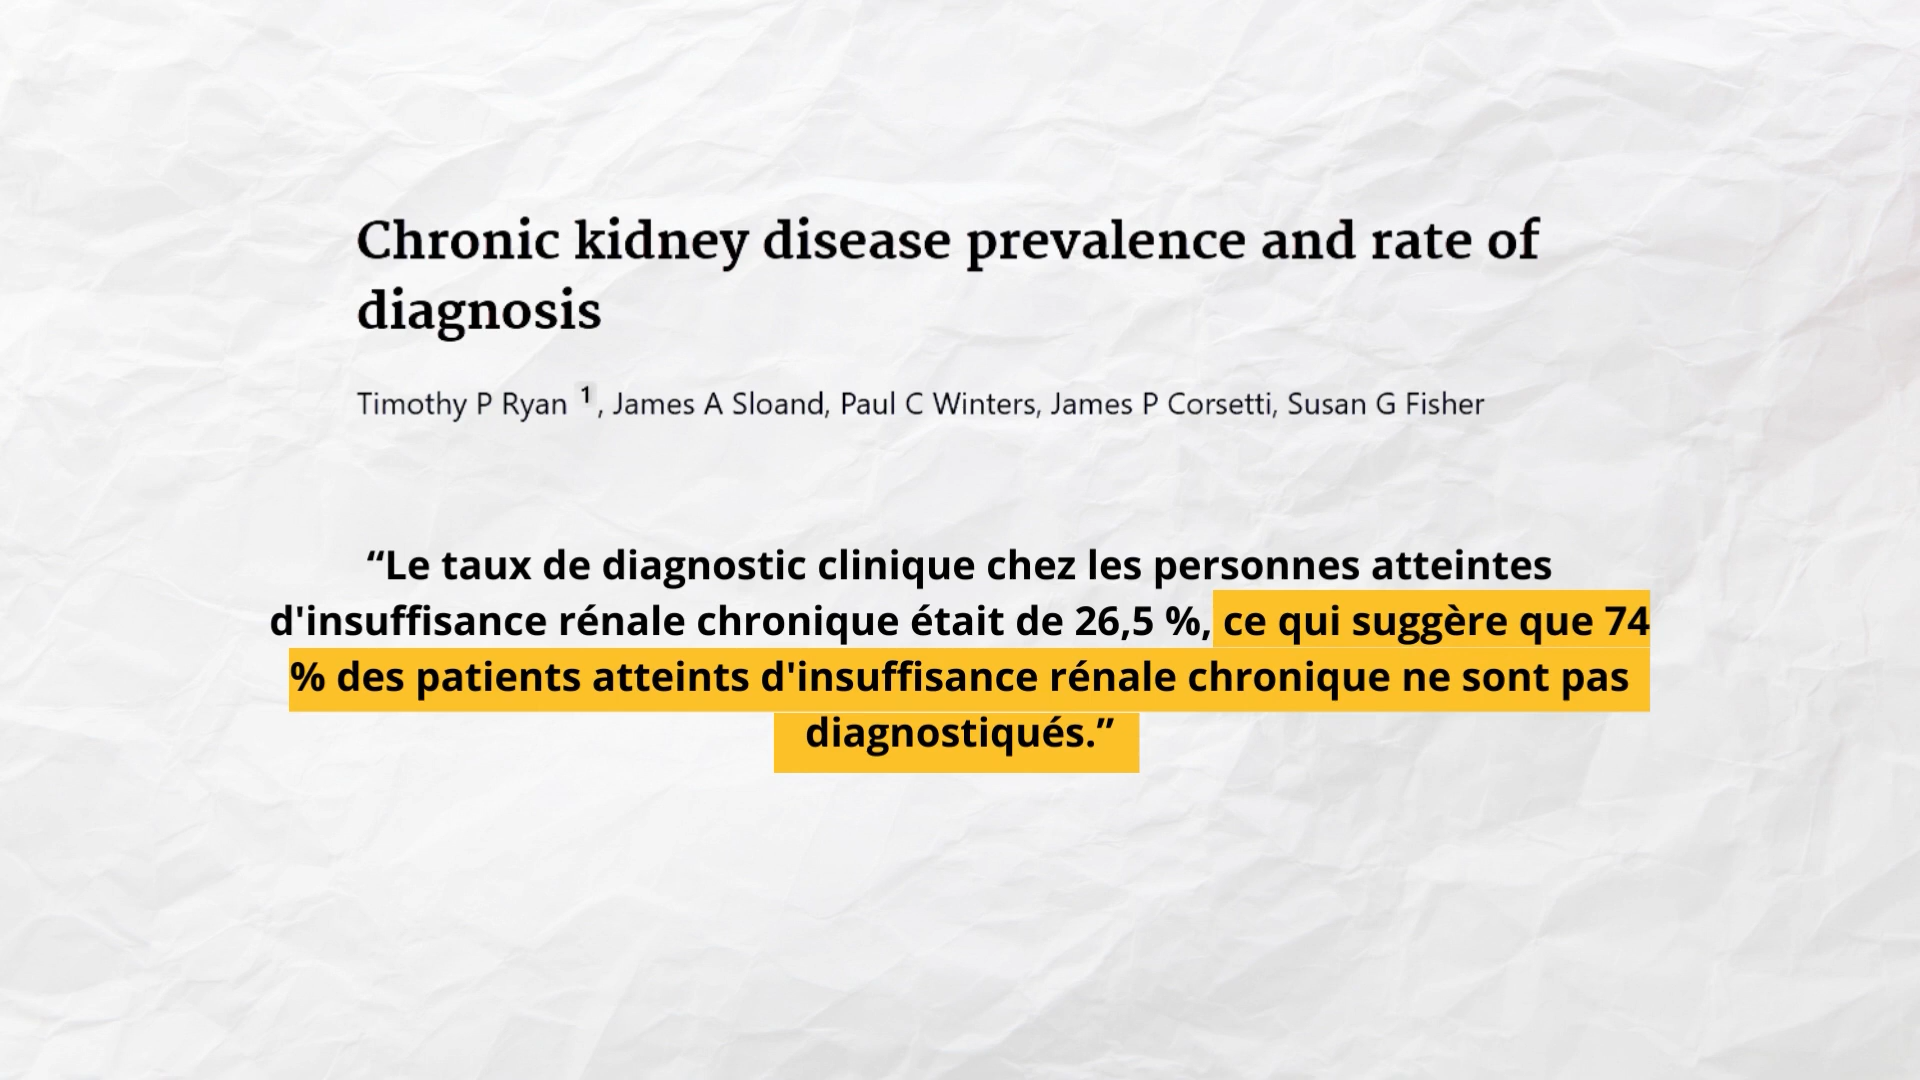 Chronic kidney disease prevalence and rate of
diagnosis
Timothy P Ryan 1, James A Sloand, Paul C Winters, James P Corsetti, Susan G Fisher
“Le taux de diagnostic clinique chez les personnes atteintes
d'insuffisance rénale chronique était de 26,5 %, ce qui suggère que 74
% des patients atteints d'insuffisance rénale chronique ne sont pas
diagnostiqués.”